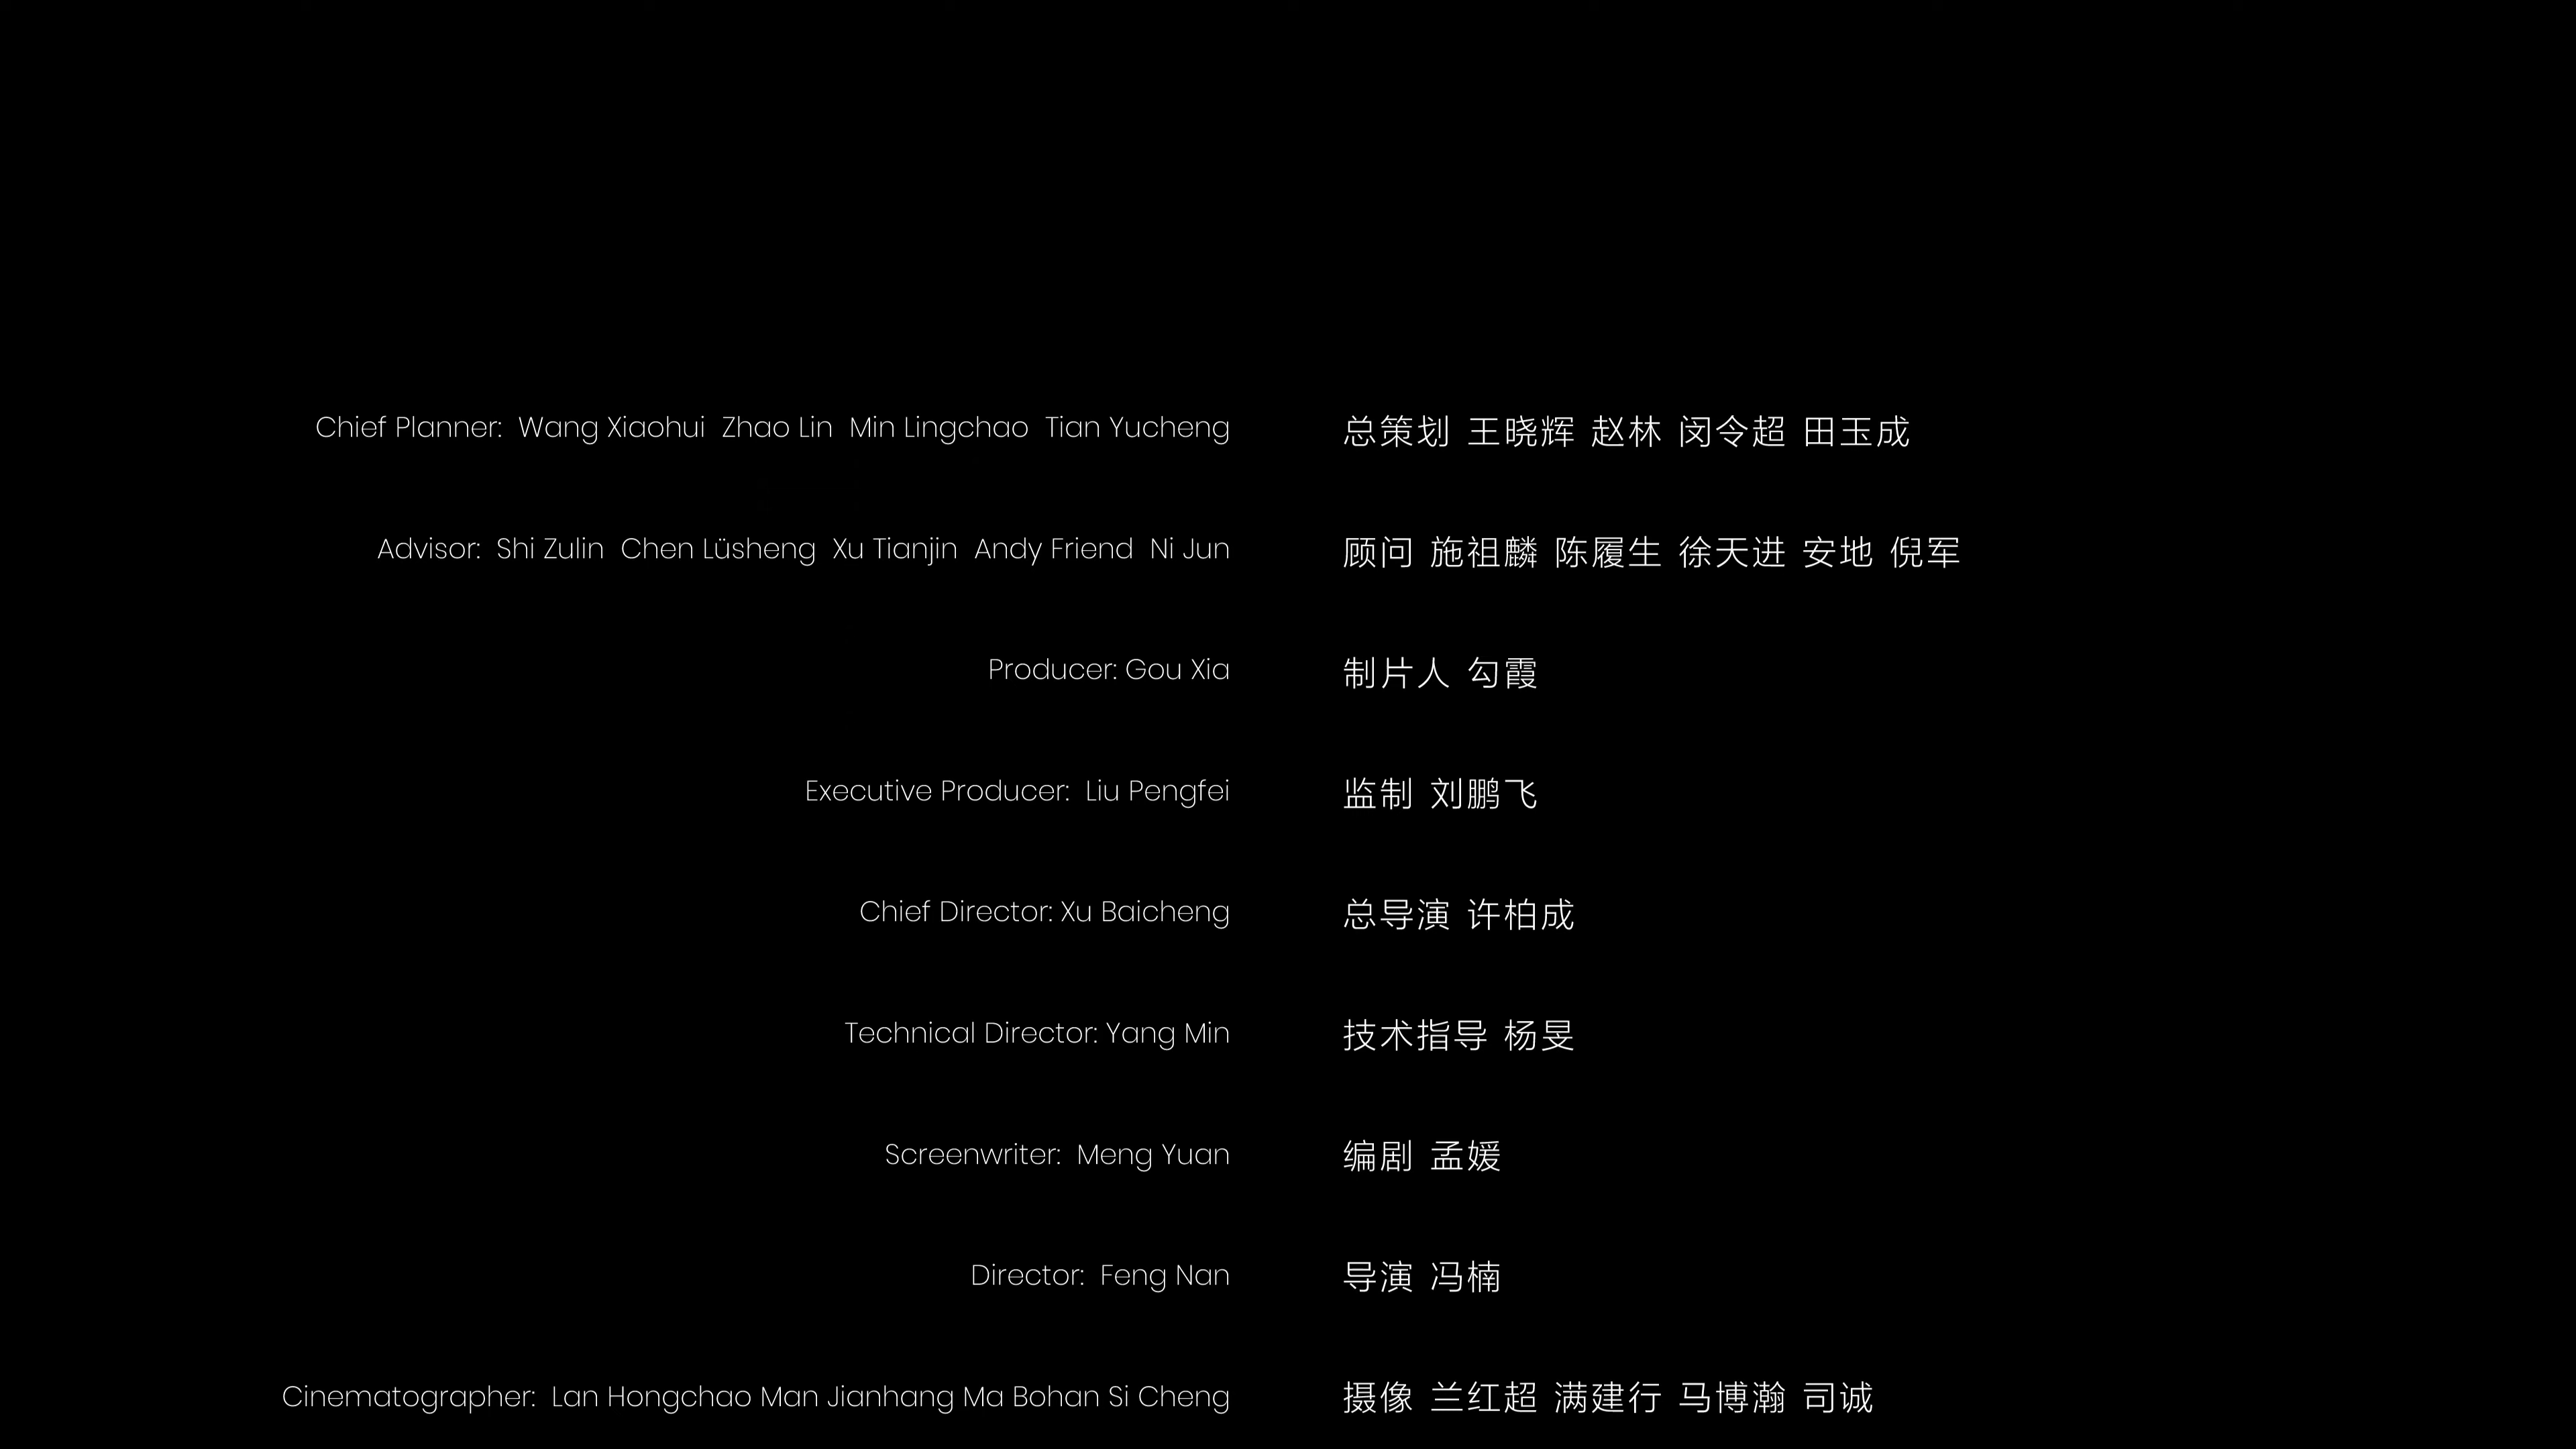 Chief Planner: Wang Xiaohui Zhao Lin Min Lingchao Tian Yucheng 总策划 王晓辉 赵林 闵令超 田玉成
Advisor: Shi Zulin Chen Lüsheng Xu Tianjin Andy Friend Ni Jun 顾问 施祖麟 陈履生 徐天进 安地 倪军
Producer: Gou Xia 制片人 勾霞
Executive Producer: Liu Pengfei 监制 刘鹏飞
Chief Director: Xu Baicheng 总导演 许柏成
Technical Director: Yang Min 技术指导 杨旻
Screenwriter: Meng Yuan 编剧 孟媛
Director: Feng Nan 导演 冯楠
Cinematographer: Lan Hongchao Man Jianhang Ma Bohan Si Cheng 摄像 兰红超 满建行 马博瀚 司诚